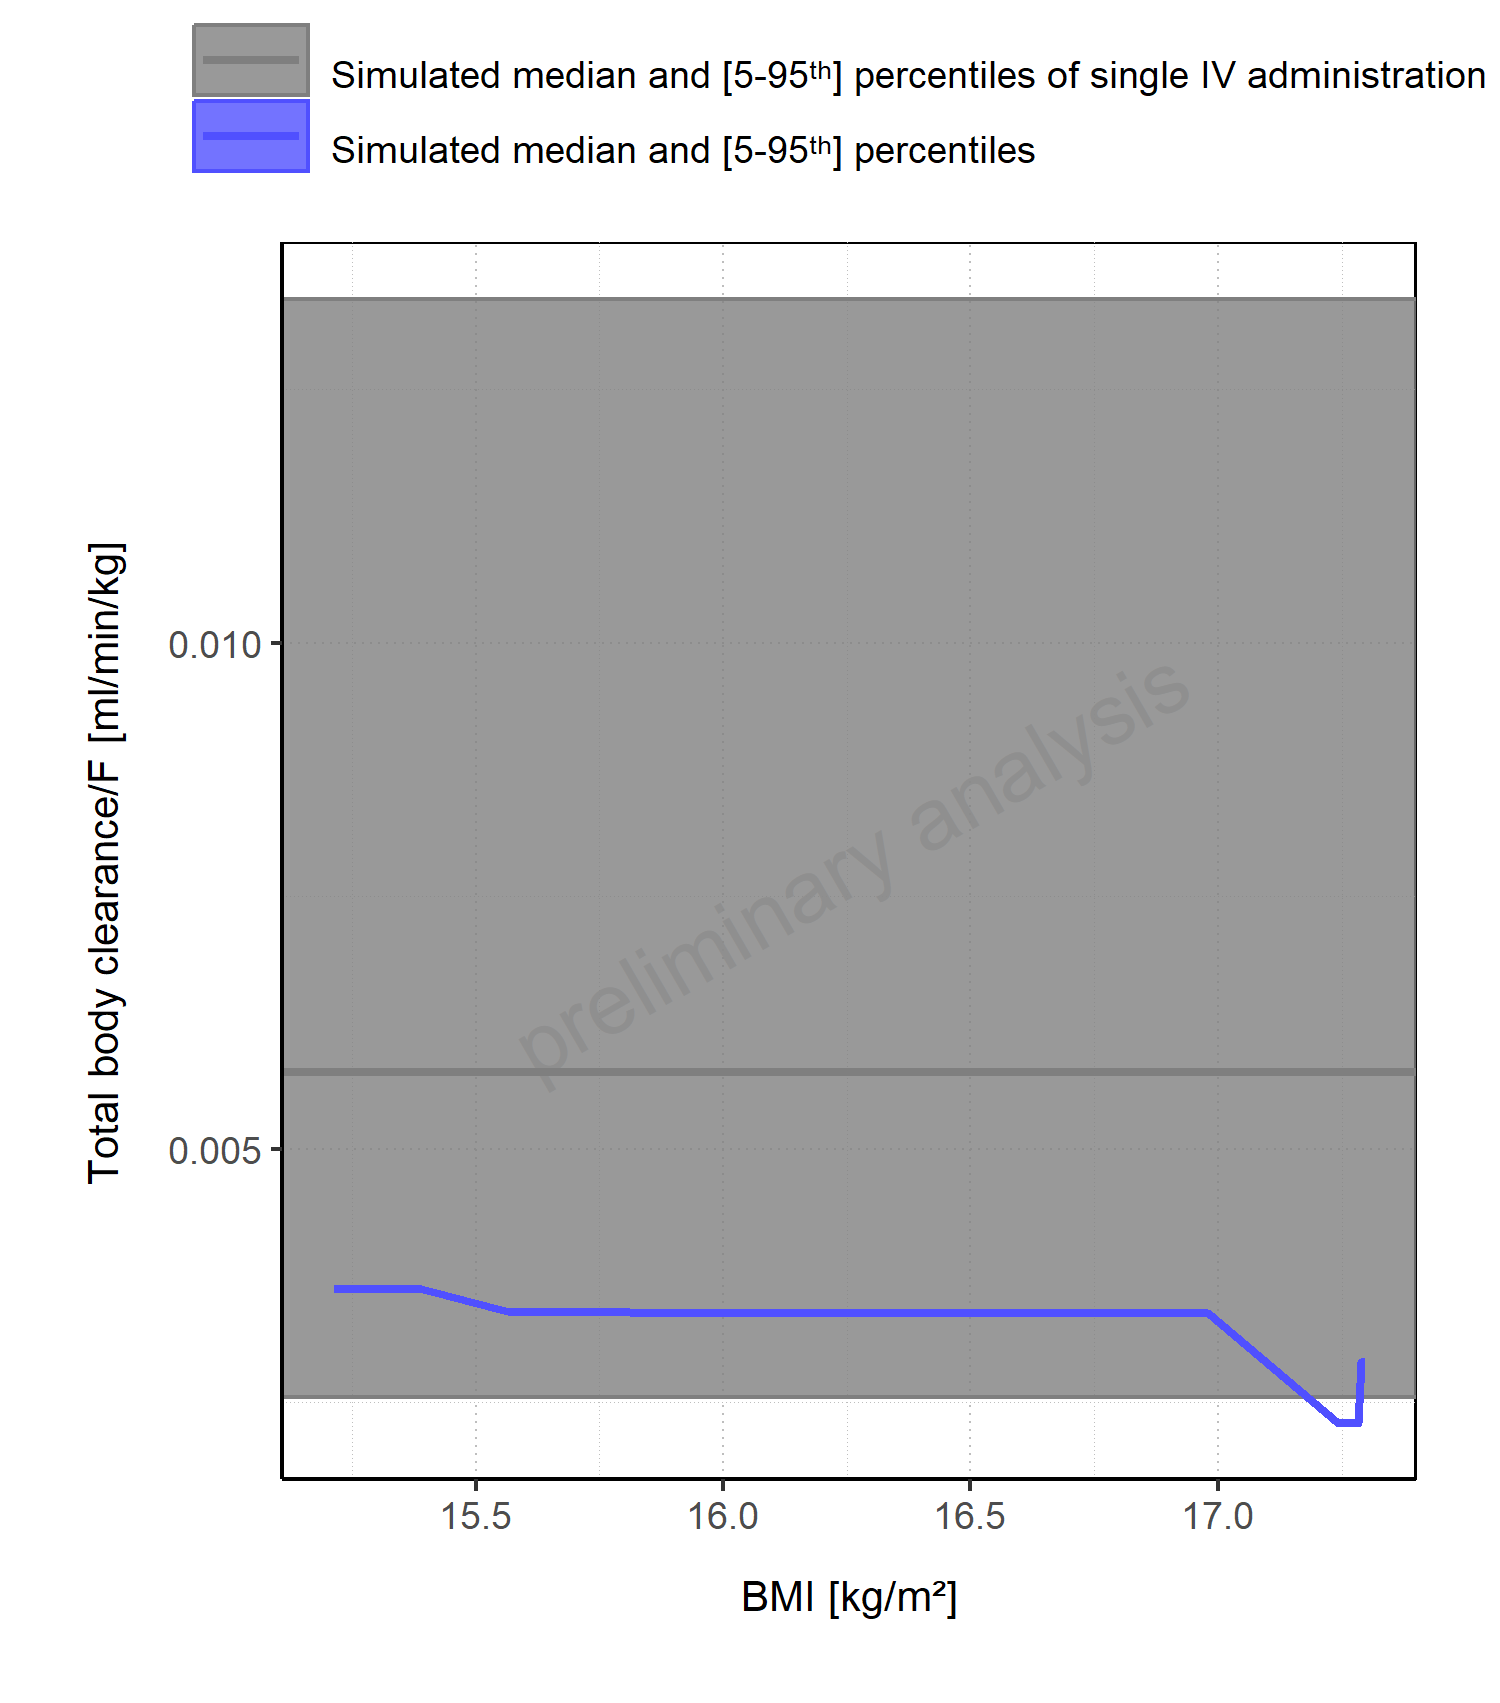 Simulated median and [5-95ᵗʰ] percentiles of single IV administration
Simulated median and [5-95ᵗʰ] percentiles
Total body clearance/F [ml/min/kg]
0.010
0.005
preliminary analysis
15.5 16.0 16.5 17.0
BMI [kg/m²]